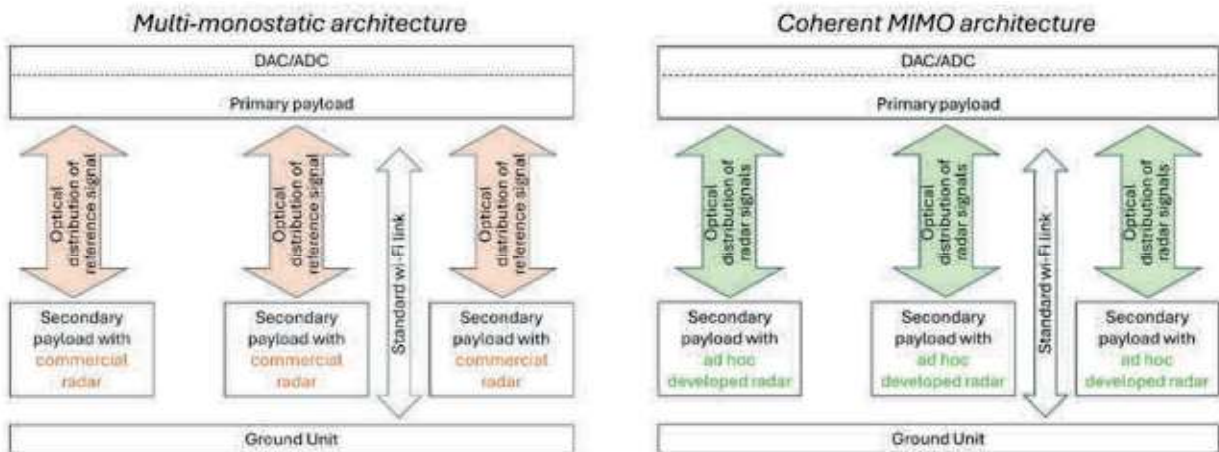 Multi-monostatic architecture
DAC/ADC
Primary payload
Optical
distribution of
reference signal
Optical
distribution of
reference signal
Standard wi-Fi link
Optical
distribution of
reference signal
Secondary
payload with
commercial
radar
Secondary
payload with
commercial
radar
Secondary
payload with
commercial
radar
Ground Unit
Coherent MIMO architecture
DAC/ADC
Primary payload
Optical
distribution of
radar signals
Optical
distribution of
radar signals
Standard wi-Fi link
Optical
distribution of
radar signals
Secondary
payload with
ad hoc
developed radar
Secondary
payload with
ad hoc
developed radar
Secondary
payload with
ad hoc
developed radar
Ground Unit